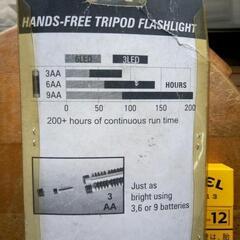 HANDS-FREE TRIPOD FLASHLIGHT
6LED 3LED
3AA
6AA HOURS
9AA
0 50 100 150 200
200+ hours of continuous run time
3
AA
Just as
bright using
3,6 or 9 batteries
EL
12